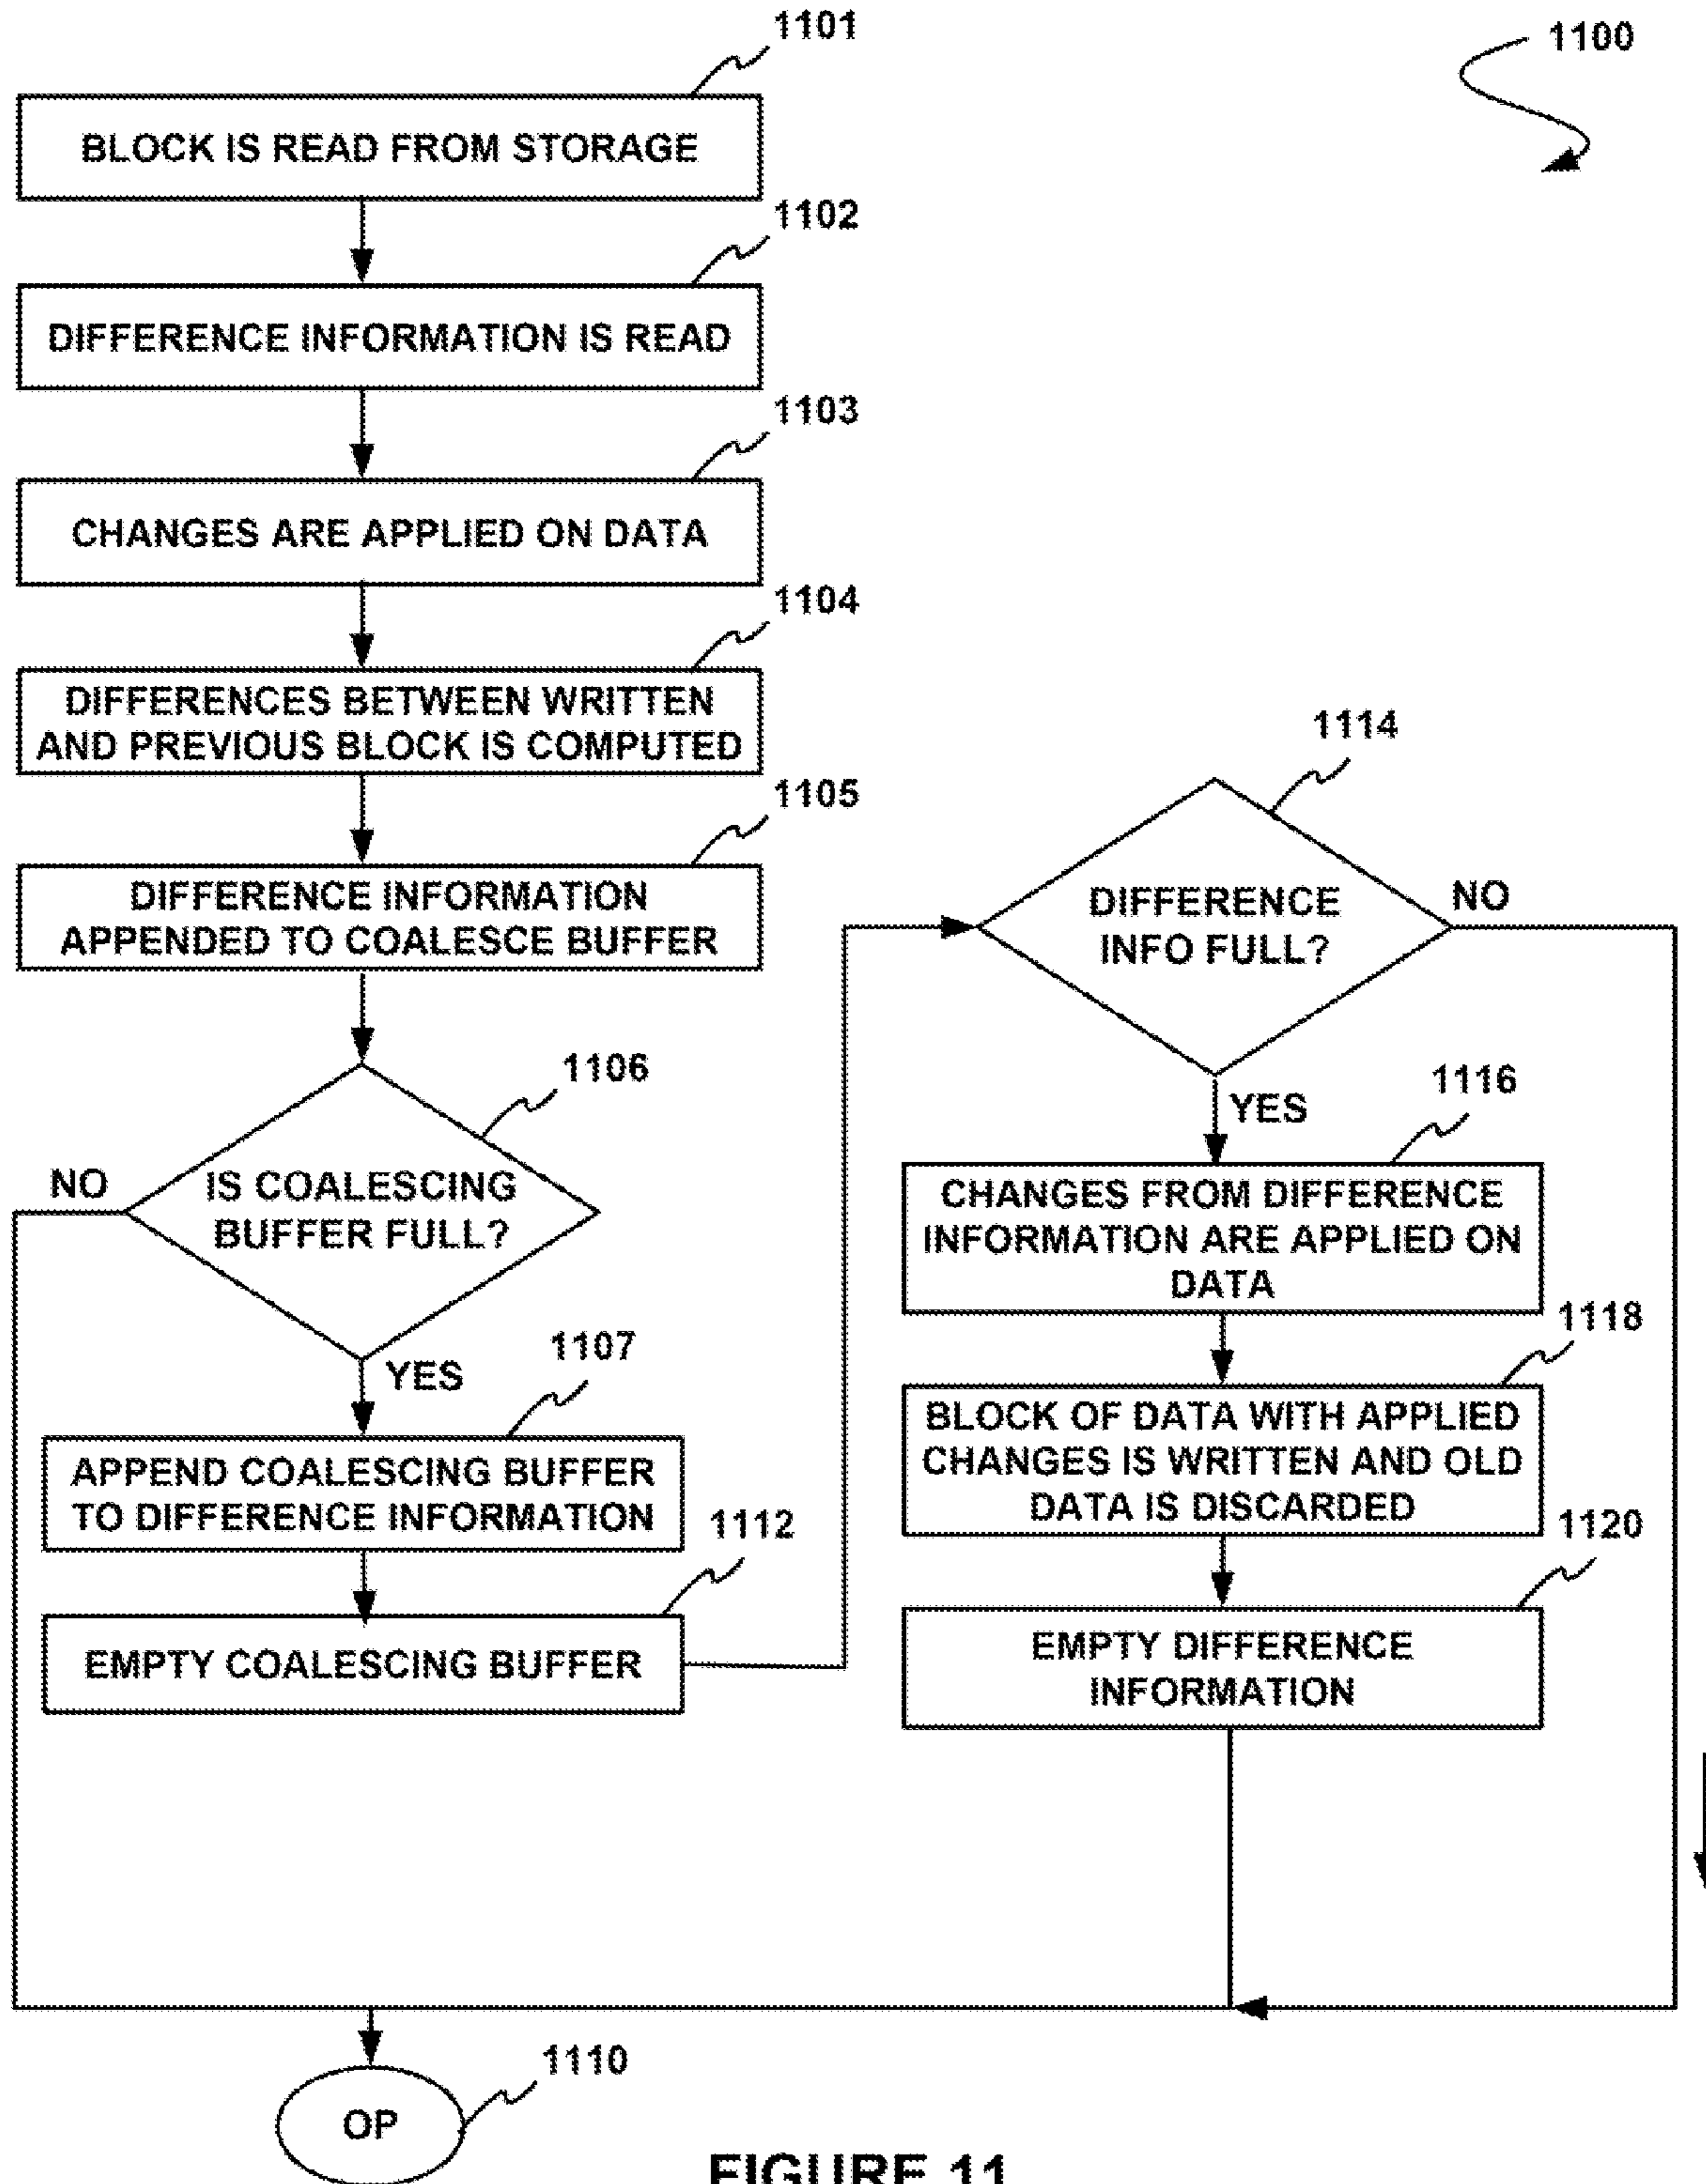 1101
1100
BLOCK IS READ FROM STORAGE
1102
DIFFERENCE INFORMATION IS READ
1103
CHANGES ARE APPLIED ON DATA
1104
DIFFERENCES BETWEEN WRITTEN
AND PREVIOUS BLOCK IS COMPUTED
1105
DIFFERENCE INFORMATION
APPENDED TO COALESCE BUFFER
1106
IS COALESCING
BUFFER FULL?
NO
YES
1107
APPEND COALESCING BUFFER
TO DIFFERENCE INFORMATION
1112
EMPTY COALESCING BUFFER
1114
DIFFERENCE
INFO FULL?
NO
YES
1116
CHANGES FROM DIFFERENCE
INFORMATION ARE APPLIED ON
DATA
1118
BLOCK OF DATA WITH APPLIED
CHANGES IS WRITTEN AND OLD
DATA IS DISCARDED
1120
EMPTY DIFFERENCE
INFORMATION
1110
OP
FIGURE 11